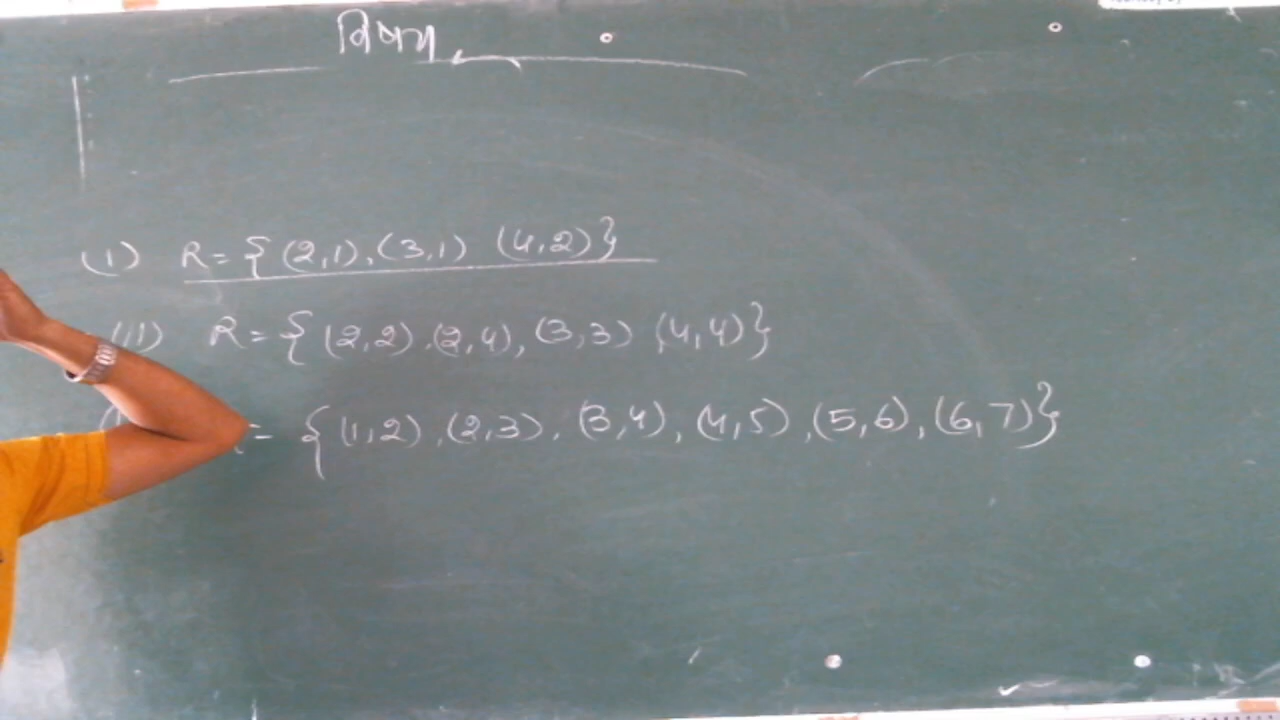 विषय
(i) R = { (2,1), (3,1) (4,2)}
(ii) R = { (2,2), (2,4), (3,3) (4,4)}
= { (1,2), (2,3), (3,4), (4,5), (5,6), (6,7)}